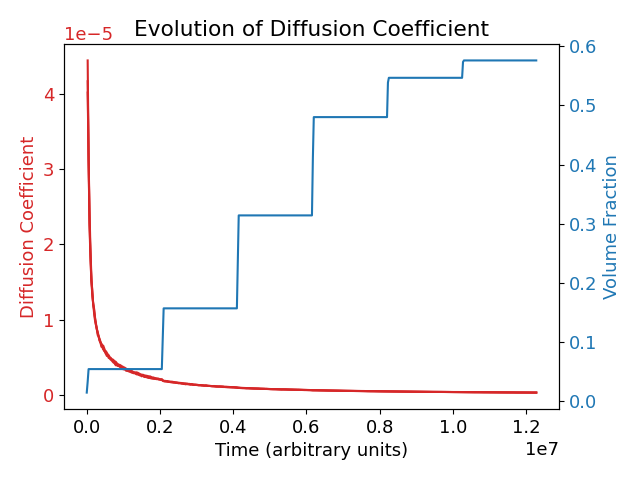 Evolution of Diffusion Coefficient
1e−5
4
3
2
1
0
Diffusion Coefficient
0.6
0.5
0.4
0.3
0.2
0.1
0.0
Volume Fraction
0.0 0.2 0.4 0.6 0.8 1.0 1.2
1e7
Time (arbitrary units)